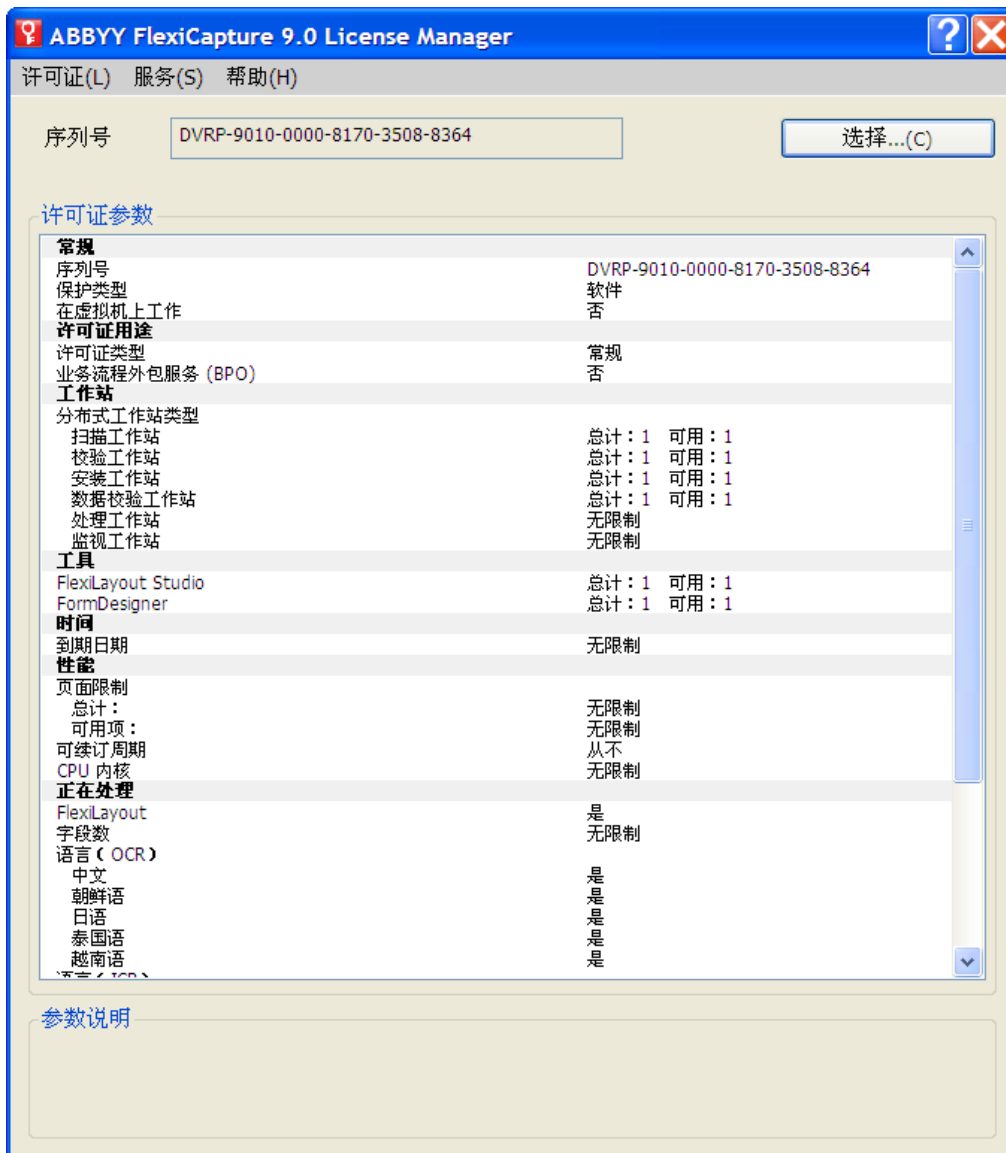 ABBYY FlexiCapture 9.0 License Manager
许可证(L) 服务(S) 帮助(H)
序列号 DVRP-9010-0000-8170-3508-8364 选择...(C)
许可证参数
常规
序列号 DVRP-9010-0000-8170-3508-8364
保护类型 软件
在虚拟机上工作 否
许可证用途
许可证类型 常规
业务流程外包服务 (BPO) 否
工作站
分布式工作站类型
扫描工作站 总计：1 可用：1
校验工作站 总计：1 可用：1
安装工作站 总计：1 可用：1
数据校验工作站 总计：1 可用：1
处理工作站 无限制
监视工作站 无限制
工具
FlexiLayout Studio 总计：1 可用：1
FormDesigner 总计：1 可用：1
时间
到期日期 无限制
性能
页面限制
总计： 无限制
可用项： 无限制
可续订周期 从不
CPU 内核 无限制
正在处理
FlexiLayout 是
字段数 无限制
语言（OCR）
中文 是
朝鲜语 是
日语 是
泰国语 是
越南语 是
语言（ICR）
参数说明